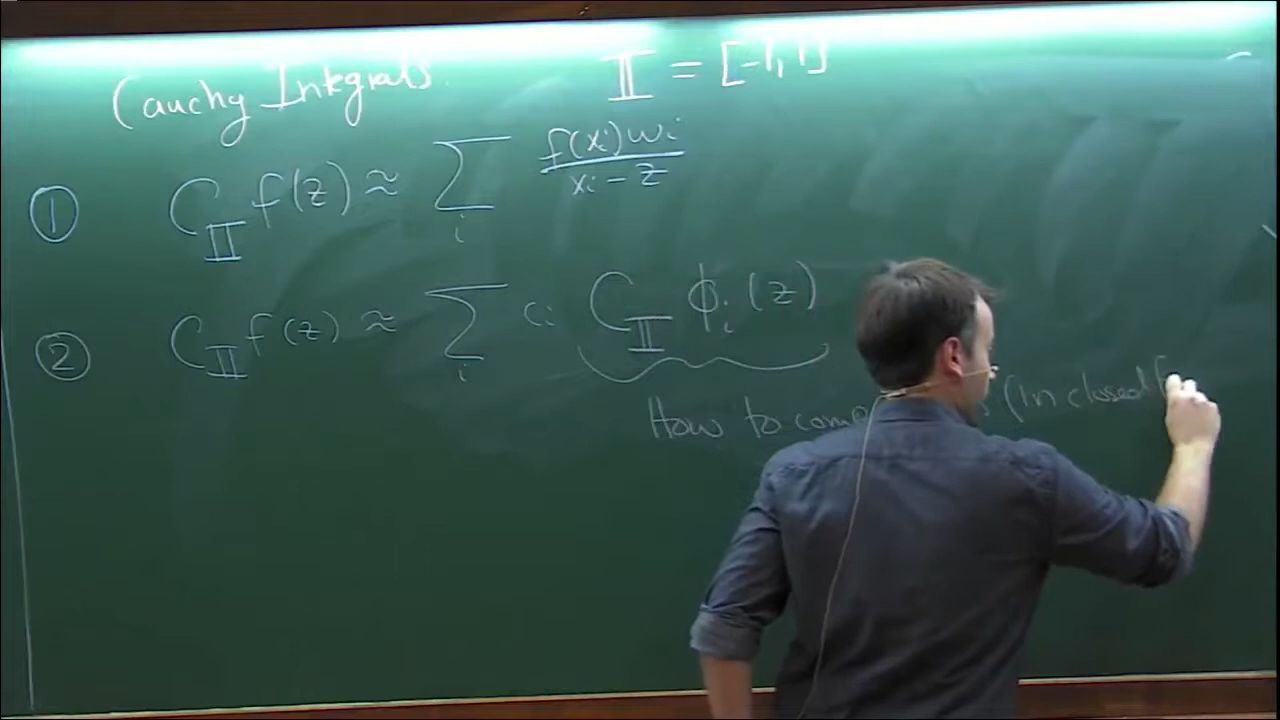 Cauchy Integrals 𝕀 = [-1, 1]
① C_𝕀 f(z) ≈ ∑_i f(x_i) w_i / (x_i - z)
② C_𝕀 f(z) ≈ ∑_i c_i C_𝕀 ϕ_i (z)
How to (in closed